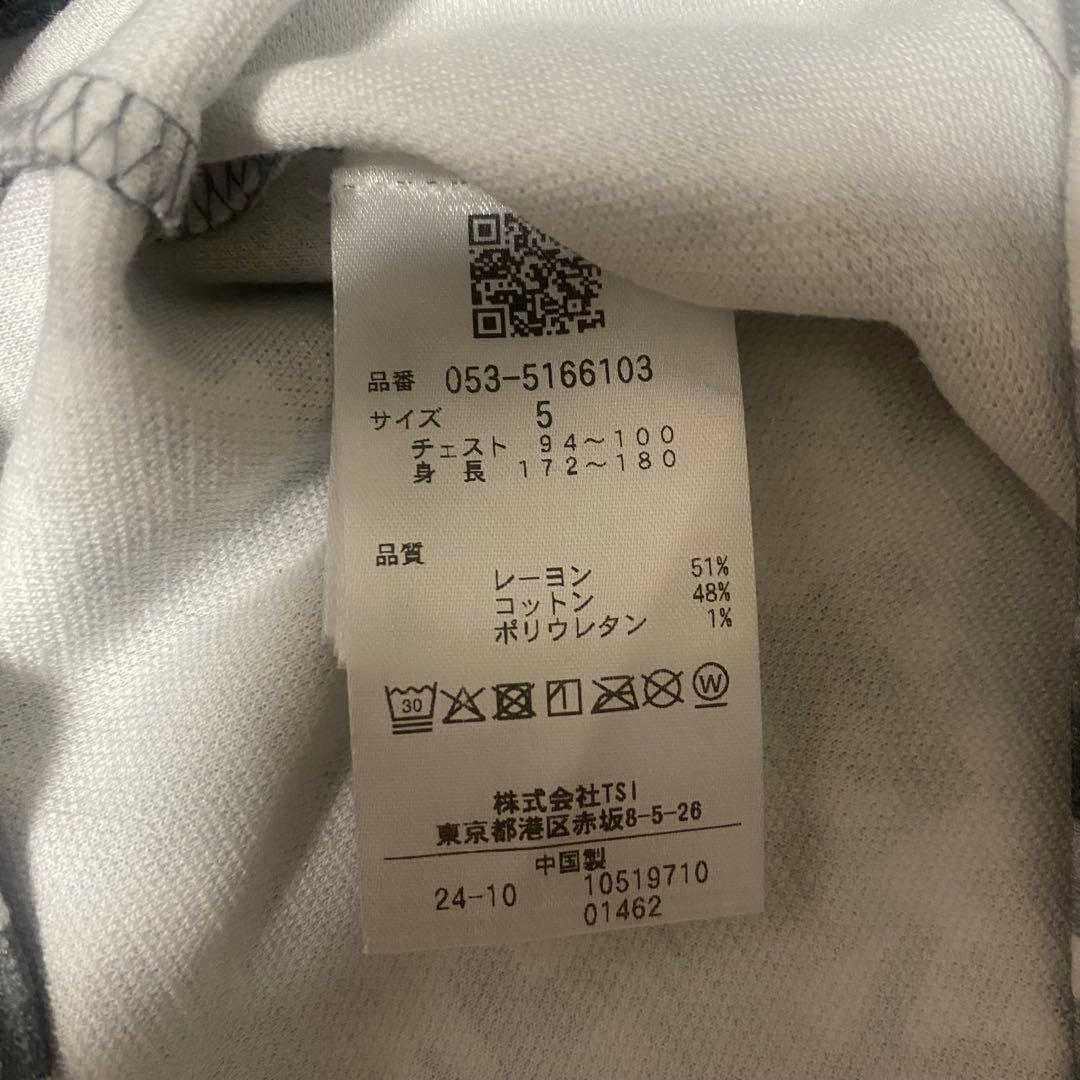 品番 053-5166103
サイズ 5
チェスト 94～100
身長 172～180
品質
レーヨン 51%
コットン 48%
ポリウレタン 1%
30 W
株式会社TSI
東京都港区赤坂8-5-26
中国製
24-10 10519710
01462